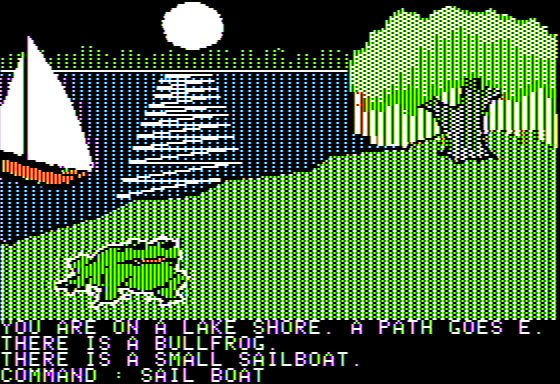 YOU ARE ON A LAKE SHORE. A PATH GOES E.
THERE IS A BULLFROG.
THERE IS A SMALL SAILBOAT.
COMMAND : SAIL BOAT